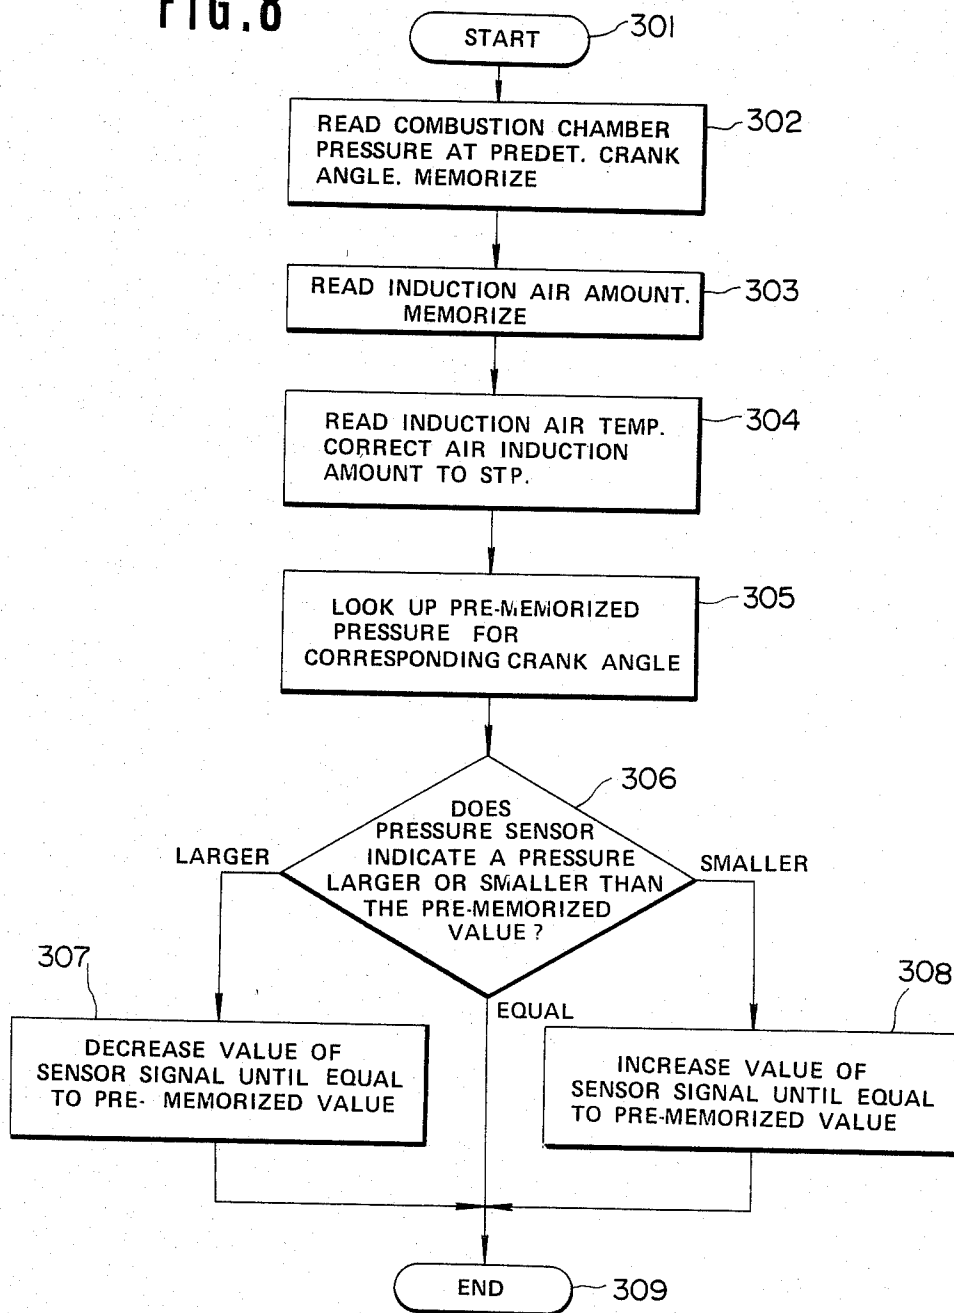 FIG.8
START
301
READ COMBUSTION CHAMBER
PRESSURE AT PREDET. CRANK
ANGLE. MEMORIZE
302
READ INDUCTION AIR AMOUNT.
MEMORIZE
303
READ INDUCTION AIR TEMP.
CORRECT AIR INDUCTION
AMOUNT TO STP.
304
LOOK UP PRE-MEMORIZED
PRESSURE FOR
CORRESPONDING CRANK ANGLE
305
306
DOES
PRESSURE SENSOR
INDICATE A PRESSURE
LARGER OR SMALLER THAN
THE PRE-MEMORIZED
VALUE?
LARGER
SMALLER
EQUAL
307
DECREASE VALUE OF
SENSOR SIGNAL UNTIL EQUAL
TO PRE- MEMORIZED VALUE
308
INCREASE VALUE OF
SENSOR SIGNAL UNTIL EQUAL
TO PRE-MEMORIZED VALUE
END
309